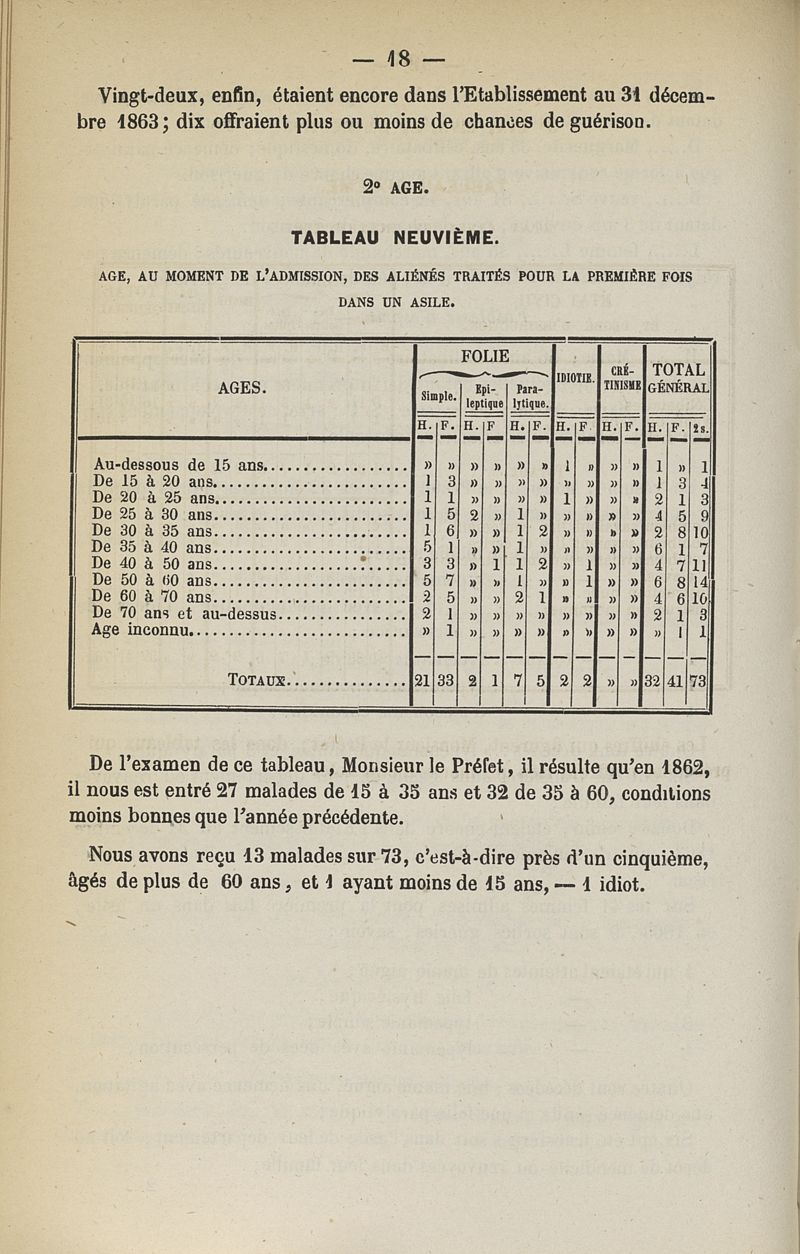 — 18 —
Vingt-deux, enfin, étaient encore dans l'Etablissement au 31 décem-
bre 1863; dix offraient plus ou moins de chances de guérison.
2º AGE.
TABLEAU NEUVIÈME.
AGE, AU MOMENT DE L'ADMISSION, DES ALIÉNÉS TRAITÉS POUR LA PREMIÈRE FOIS
DANS UN ASILE.
AGES. FOLIE IDIOTIE. CRÉ-TINISME TOTAL GÉNÉRAL
Simple. Epi-leptique Para-lytique.
H. F. H. F H. F. H. F. H. F. H. F. 2s.
Au-dessous de 15 ans.................. » » » » » » 1 » » » 1 » 1
De 15 à 20 ans......................... 1 3 » » » » » » » » 1 3 4
De 20 à 25 ans......................... 1 1 » » » » 1 » » » 2 1 3
De 25 à 30 ans......................... 1 5 2 » 1 » » » » » 4 5 9
De 30 à 35 ans......................... 1 6 » » 1 2 » » » » 2 8 10
De 35 à 40 ans......................... 5 1 » » 1 » » » » » 6 1 7
De 40 à 50 ans......................... 3 3 » 1 1 2 » 1 » » 4 7 11
De 50 à 60 ans......................... 5 7 » » 1 » » 1 » » 6 8 14
De 60 à 70 ans......................... 2 5 » » 2 1 » » » » 4 6 10
De 70 ans et au-dessus................. 2 1 » » » » » » » » 2 1 3
Age inconnu............................ » 1 » » » » » » » » » 1 1
TOTAUX............... 21 33 2 1 7 5 2 2 » » 32 41 73
De l'examen de ce tableau, Monsieur le Préfet, il résulte qu'en 1862,
il nous est entré 27 malades de 15 à 35 ans et 32 de 35 à 60, conditions
moins bonnes que l'année précédente.
Nous avons reçu 13 malades sur 73, c'est-à-dire près d'un cinquième,
âgés de plus de 60 ans, et 1 ayant moins de 15 ans, — 1 idiot.